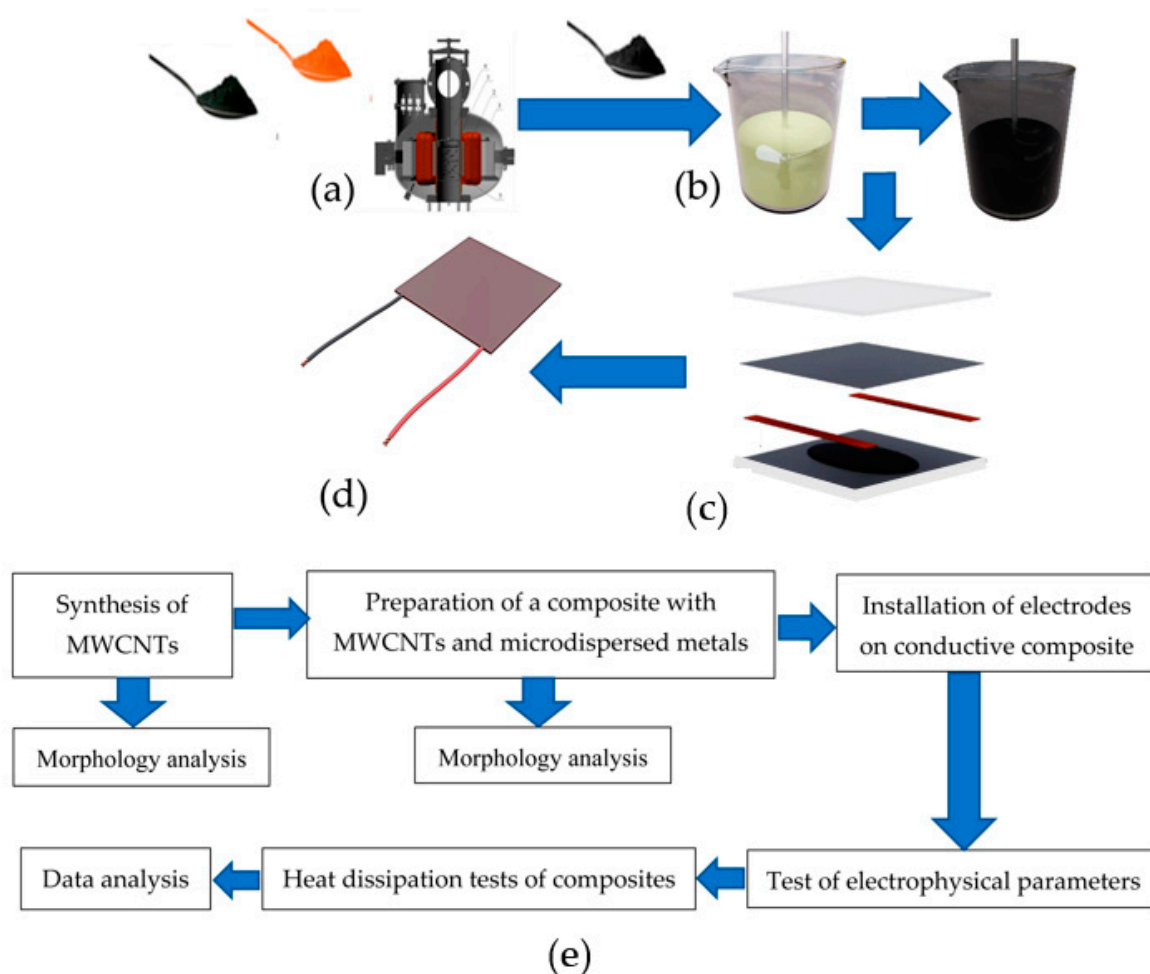 (a)
(b)
(c)
(d)
Synthesis of
MWCNTs
Preparation of a composite with
MWCNTs and microdispersed metals
Installation of electrodes
on conductive composite
Morphology analysis
Morphology analysis
Data analysis
Heat dissipation tests of composites
Test of electrophysical parameters
(e)